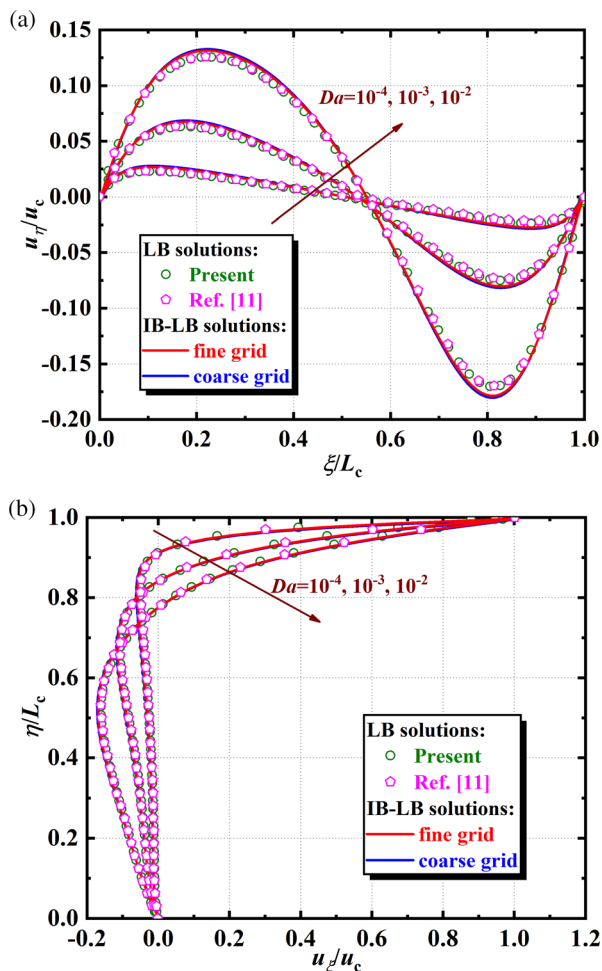 (a)
0.15
0.10
0.05
0.00
-0.05
-0.10
-0.15
-0.20
u_η/u_c
Da=10⁻⁴, 10⁻³, 10⁻²
LB solutions:
Present
Ref. [11]
IB-LB solutions:
fine grid
coarse grid
0.0 0.2 0.4 0.6 0.8 1.0
ξ/L_c
(b)
1.0
0.8
0.6
0.4
0.2
0.0
η/L_c
Da=10⁻⁴, 10⁻³, 10⁻²
LB solutions:
Present
Ref. [11]
IB-LB solutions:
fine grid
coarse grid
-0.2 0.0 0.2 0.4 0.6 0.8 1.0 1.2
u_ξ/u_c